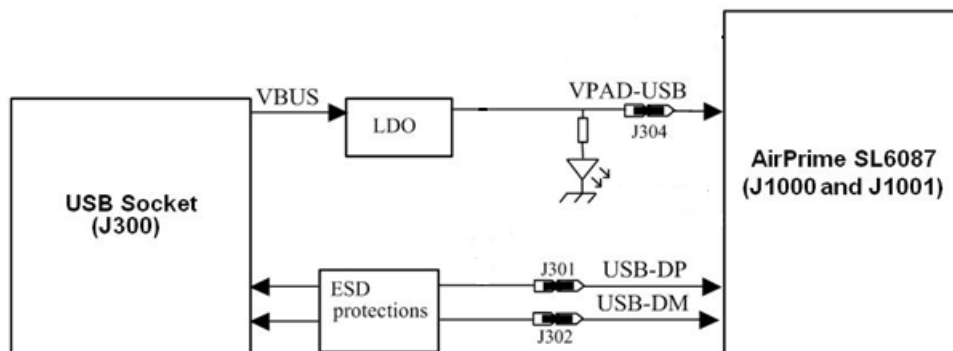 VBUS
LDO
VPAD-USB
J304
AirPrime SL6087
(J1000 and J1001)
USB Socket
(J300)
ESD
protections
J301
USB-DP
USB-DM
J302